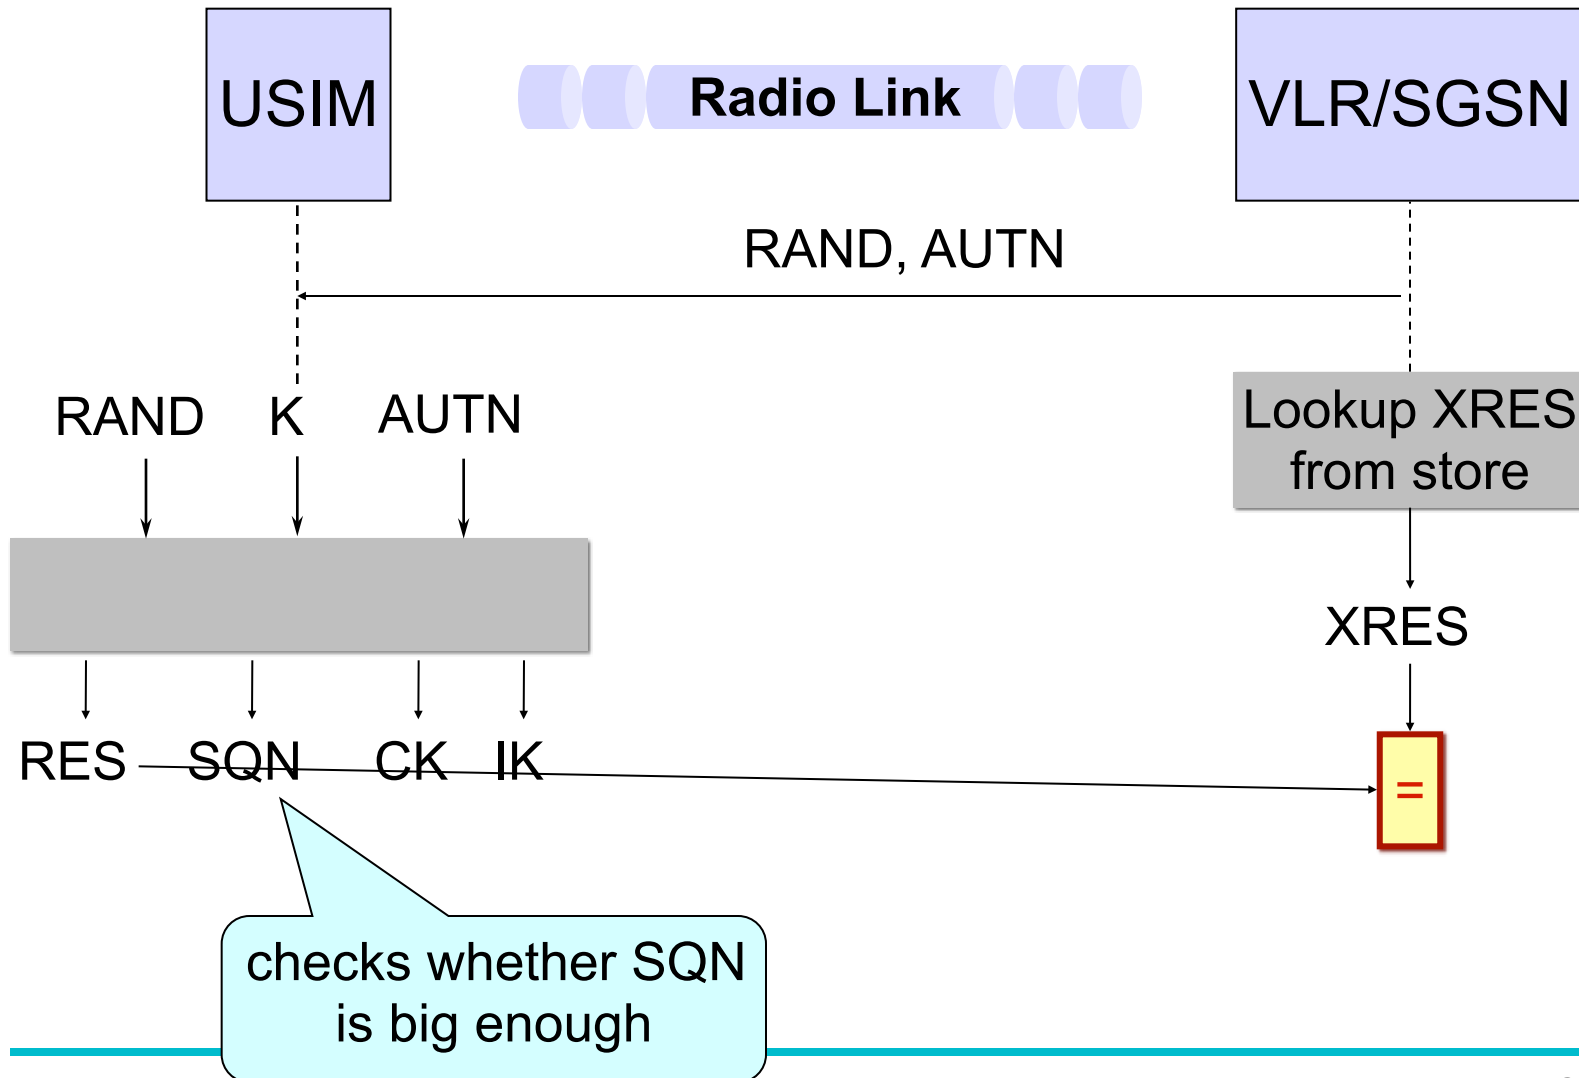 USIM
Radio Link
VLR/SGSN
RAND, AUTN
RAND K AUTN
Lookup XRES
from store
XRES
RES SQN CK IK
=
checks whether SQN
is big enough